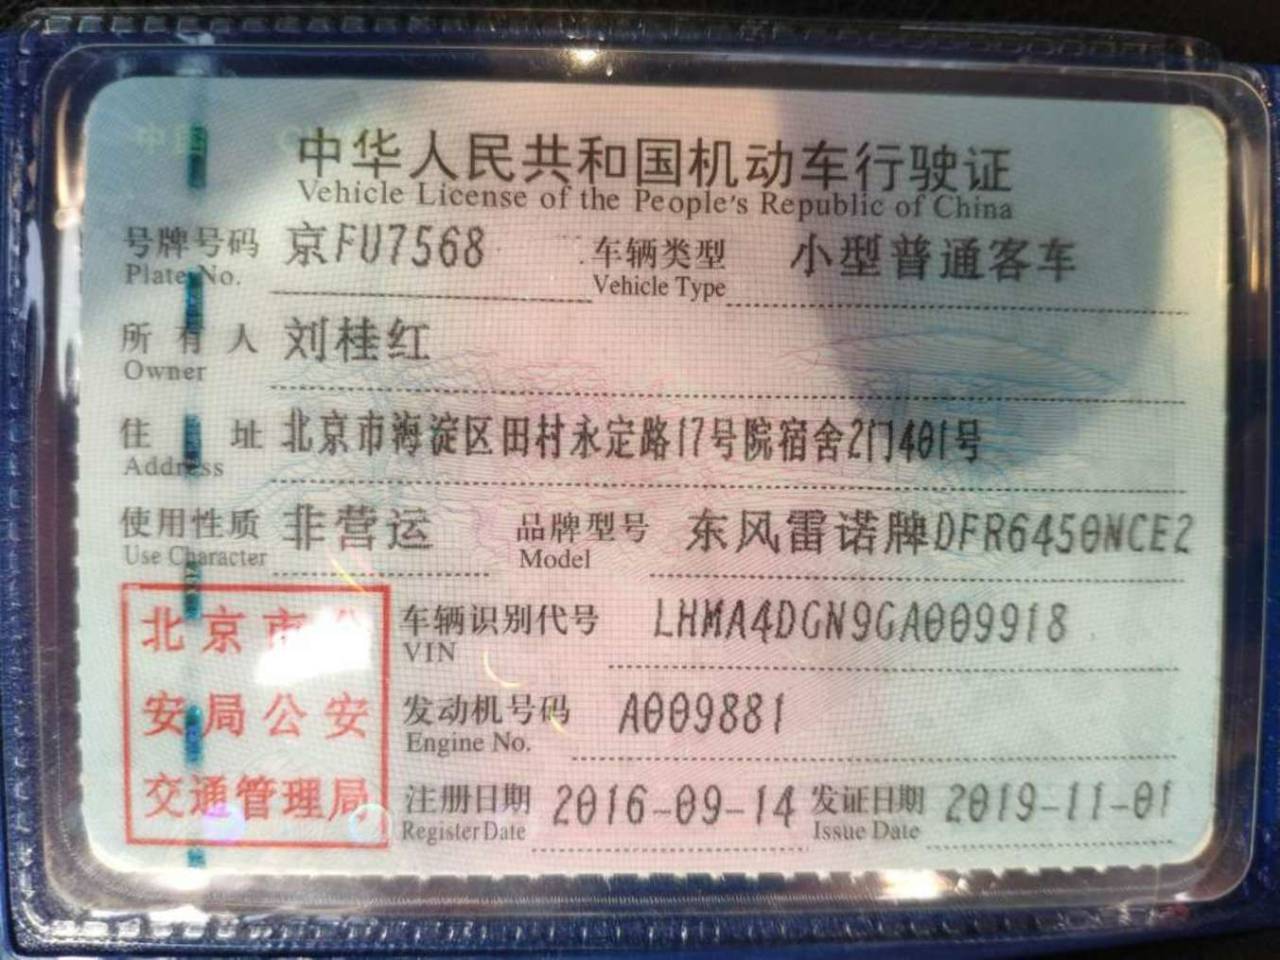 中华人民共和国机动车行驶证
Vehicle License of the People's Republic of China
号牌号码 京FU7568 车辆类型 小型普通客车
Plate No. Vehicle Type
所有人 刘桂红
Owner
住址 北京市海淀区田村永定路17号院宿舍2门401号
Address
使用性质 非营运 品牌型号 东风雷诺牌DFR6450NCE2
Use Character Model
车辆识别代号 LHMA4DGN9GA009918
VIN
发动机号码 A009881
Engine No.
注册日期 2016-09-14 发证日期 2019-11-01
Register Date Issue Date
北京市公
安局公安
交通管理局